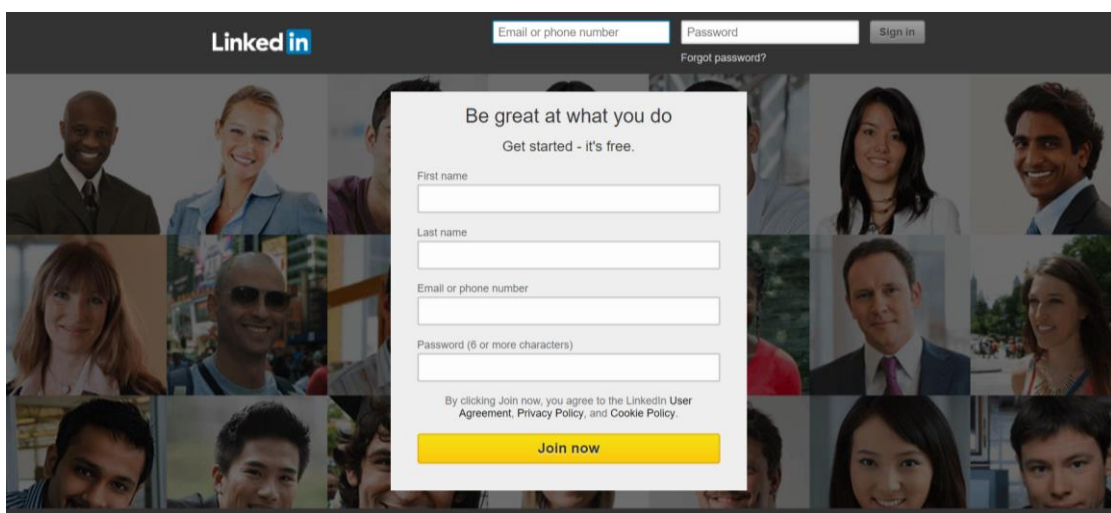 Linked in
Email or phone number
Password
Sign in
Forgot password?
Be great at what you do
Get started - it's free.
First name
Last name
Email or phone number
Password (6 or more characters)
By clicking Join now, you agree to the LinkedIn User
Agreement, Privacy Policy, and Cookie Policy.
Join now